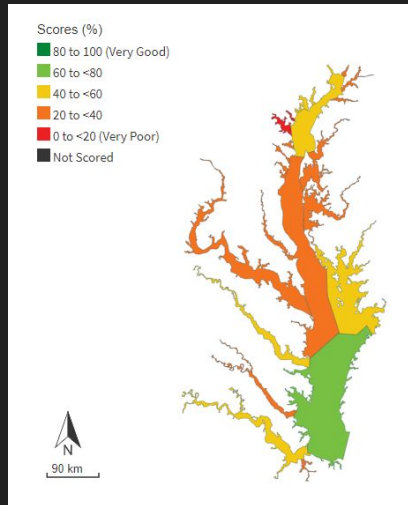 Scores (%)
80 to 100 (Very Good)
60 to <80
40 to <60
20 to <40
0 to <20 (Very Poor)
Not Scored
N
90 km